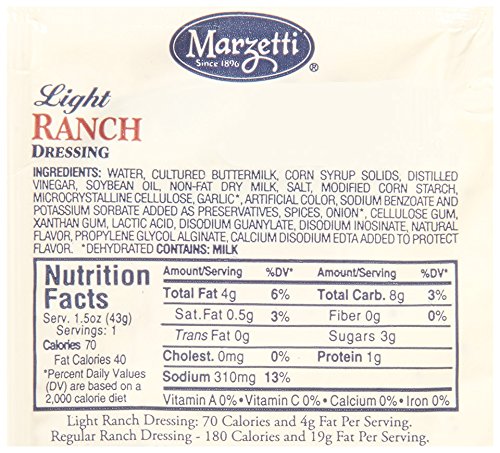 Marzetti
Since 1896
®
Light
RANCH
DRESSING
INGREDIENTS: WATER, CULTURED BUTTERMILK, CORN SYRUP SOLIDS, DISTILLED
VINEGAR, SOYBEAN OIL, NON-FAT DRY MILK, SALT, MODIFIED CORN STARCH,
MICROCRYSTALLINE CELLULOSE, GARLIC*, ARTIFICIAL COLOR, SODIUM BENZOATE AND
POTASSIUM SORBATE ADDED AS PRESERVATIVES, SPICES, ONION*, CELLULOSE GUM,
XANTHAN GUM, LACTIC ACID, DISODIUM GUANYLATE, DISODIUM INOSINATE, NATURAL
FLAVOR, PROPYLENE GLYCOL ALGINATE, CALCIUM DISODIUM EDTA ADDED TO PROTECT
FLAVOR. *DEHYDRATED CONTAINS: MILK
Nutrition
Facts
Serv. 1.5oz (43g)
Servings: 1
Calories 70
Fat Calories 40
*Percent Daily Values
(DV) are based on a
2,000 calorie diet
Amount/Serving %DV*
Total Fat 4g 6%
Sat. Fat 0.5g 3%
Trans Fat 0g
Cholest. 0mg 0%
Sodium 310mg 13%
Amount/Serving %DV*
Total Carb. 8g 3%
Fiber 0g 0%
Sugars 3g
Protein 1g
Vitamin A 0% • Vitamin C 0% • Calcium 0% • Iron 0%
Light Ranch Dressing: 70 Calories and 4g Fat Per Serving.
Regular Ranch Dressing - 180 Calories and 19g Fat Per Serving.